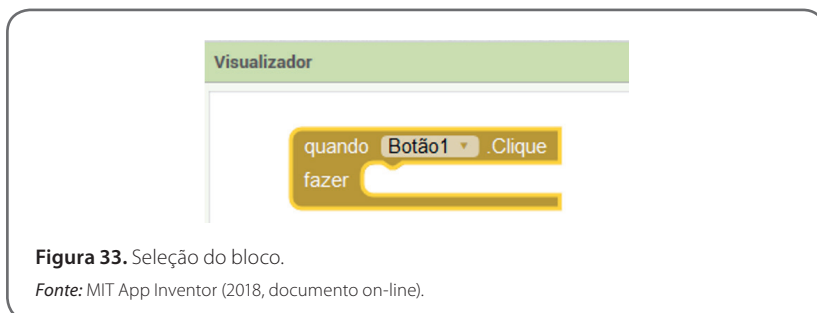 Visualizador
quando Botão1 .Clique
fazer
Figura 33. Seleção do bloco.
Fonte: MIT App Inventor (2018, documento on-line).